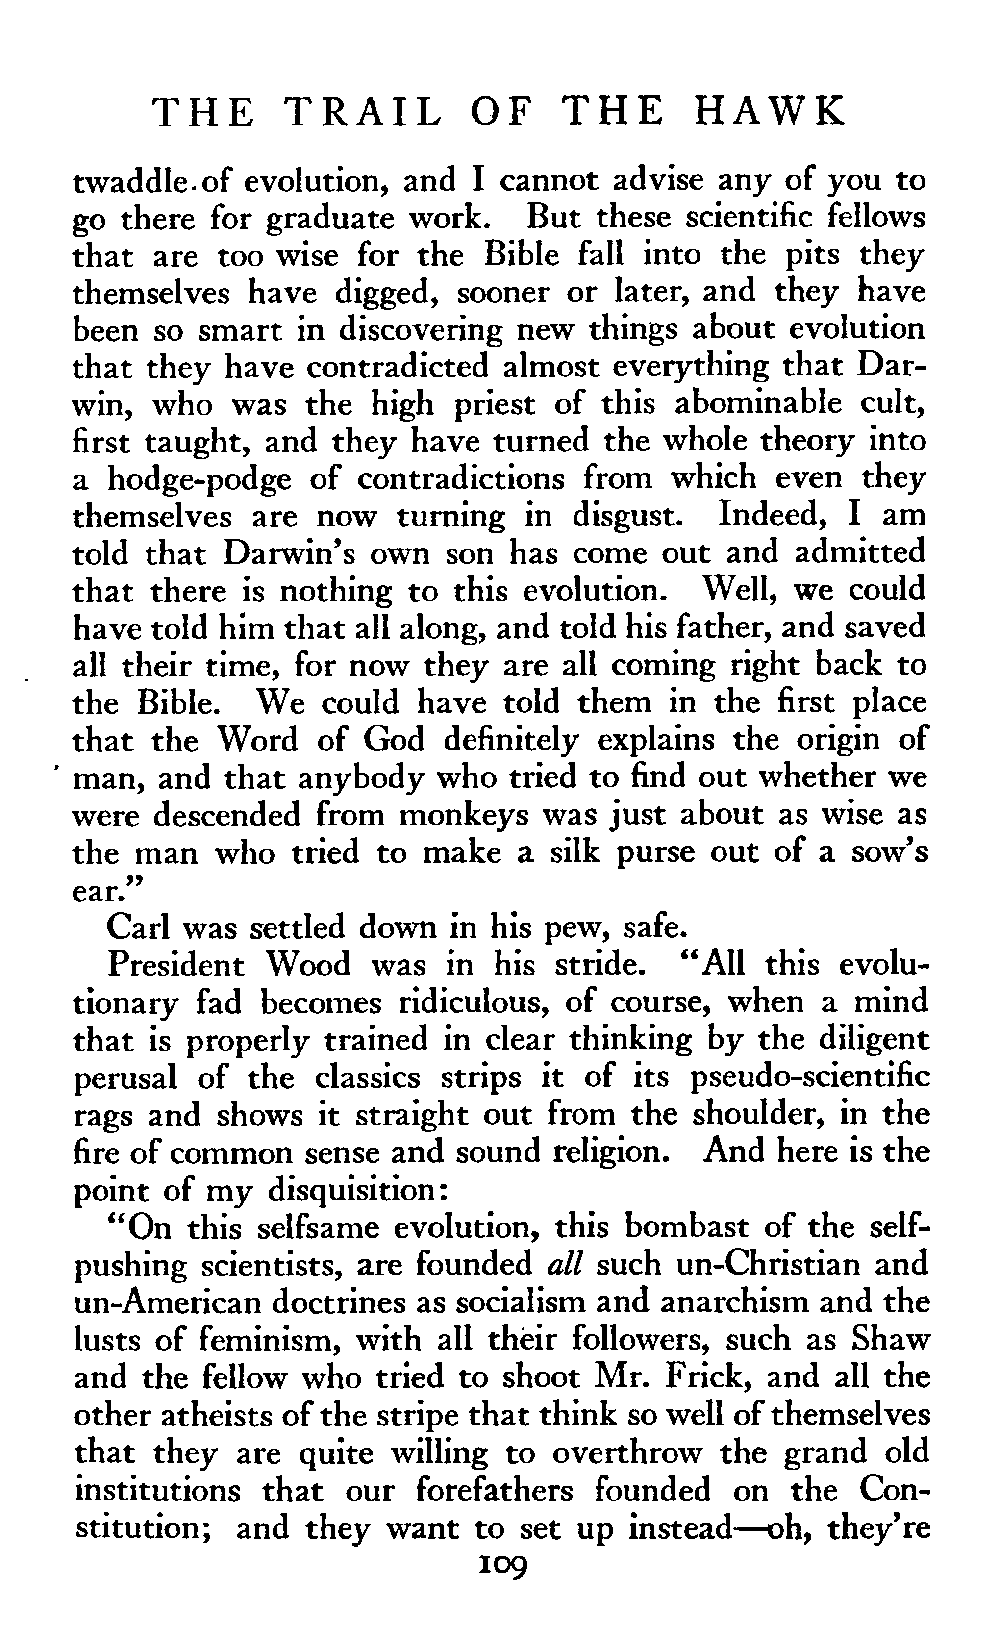 THE TRAIL OF THE HAWK
twaddle of evolution, and I cannot advise any of you to
go there for graduate work. But these scientific fellows
that are too wise for the Bible fall into the pits they
themselves have digged, sooner or later, and they have
been so smart in discovering new things about evolution
that they have contradicted almost everything that Dar-
win, who was the high priest of this abominable cult,
first taught, and they have turned the whole theory into
a hodge-podge of contradictions from which even they
themselves are now turning in disgust. Indeed, I am
told that Darwin's own son has come out and admitted
that there is nothing to this evolution. Well, we could
have told him that all along, and told his father, and saved
all their time, for now they are all coming right back to
the Bible. We could have told them in the first place
that the Word of God definitely explains the origin of
man, and that anybody who tried to find out whether we
were descended from monkeys was just about as wise as
the man who tried to make a silk purse out of a sow's
ear."
Carl was settled down in his pew, safe.
President Wood was in his stride. "All this evolu-
tionary fad becomes ridiculous, of course, when a mind
that is properly trained in clear thinking by the diligent
perusal of the classics strips it of its pseudo-scientific
rags and shows it straight out from the shoulder, in the
fire of common sense and sound religion. And here is the
point of my disquisition:
"On this selfsame evolution, this bombast of the self-
pushing scientists, are founded all such un-Christian and
un-American doctrines as socialism and anarchism and the
lusts of feminism, with all their followers, such as Shaw
and the fellow who tried to shoot Mr. Frick, and all the
other atheists of the stripe that think so well of themselves
that they are quite willing to overthrow the grand old
institutions that our forefathers founded on the Con-
stitution; and they want to set up instead—oh, they're
109